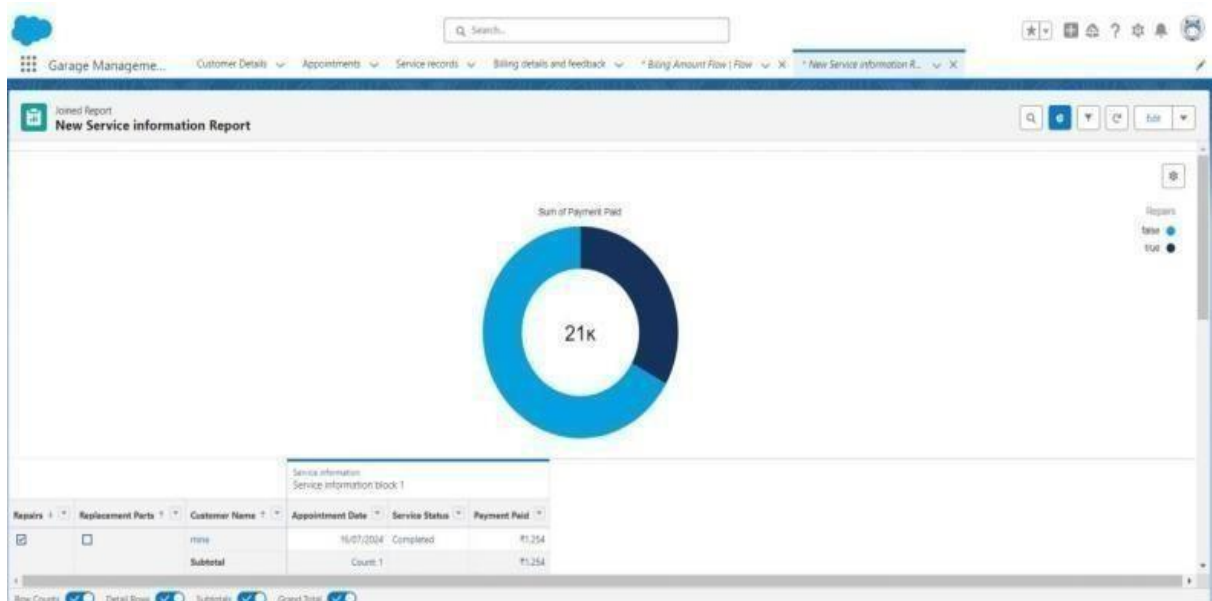 Search...
Garage Manageme... Customer Details Appointments Service records Billing details and feedback * Billing Amount Flow | Flow * New Service information R...
Joined Report
New Service information Report
Edit
Sum of Payment Paid
Repairs
false
true
21K
Service information
Service information block 1
Repairs Replacement Parts Customer Name Appointment Date Service Status Payment Paid
mine 16/07/2024 Completed ₹1,254
Subtotal Count: 1 ₹1,254
Row Counts Detail Rows Subtotals Grand Total